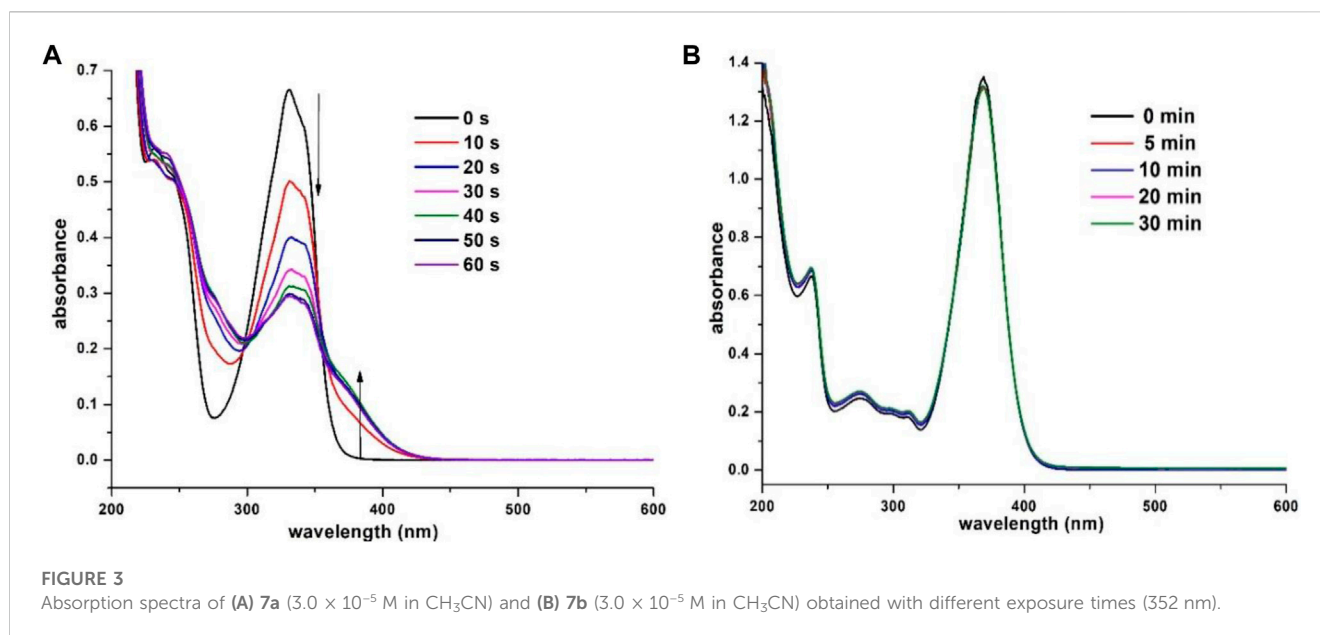 A
0.7
0.6
0.5
0.4
0.3
0.2
0.1
0.0
absorbance
200
300
400
500
600
wavelength (nm)
0 s
10 s
20 s
30 s
40 s
50 s
60 s
B
1.4
1.2
1.0
0.8
0.6
0.4
0.2
0.0
absorbance
200
300
400
500
600
wavelength (nm)
0 min
5 min
10 min
20 min
30 min
FIGURE 3
Absorption spectra of (A) 7a (3.0 × 10⁻⁵ M in CH₃CN) and (B) 7b (3.0 × 10⁻⁵ M in CH₃CN) obtained with different exposure times (352 nm).